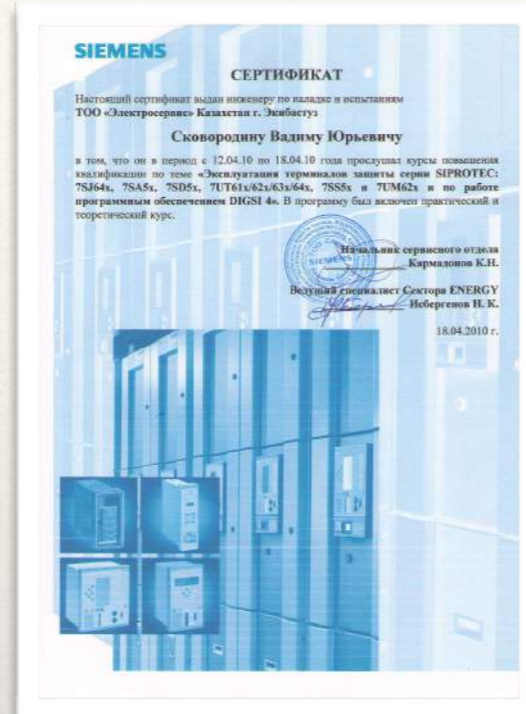 SIEMENS
СЕРТИФИКАТ
Настоящий сертификат выдан инженеру по наладке и испытаниям
ТОО «Электросервис» Казахстан г. Экибастуз
Сковородину Вадиму Юрьевичу
в том, что он в период с 12.04.10 по 18.04.10 года прослушал курсы повышения
квалификации по теме «Эксплуатация терминалов защиты серии SIPROTEC:
7SJ64x, 7SA5x, 7SD5x, 7UT61x/62x/63x/64x, 7SS5x и 7UM62x и по работе
программным обеспечением DIGSI 4». В программу был включен практический и
теоретический курс.
Начальник сервисного отдела
Кармадонов К.Н.
Ведущий специалист Сектора ENERGY
Исбергенов Н. К.
SIEMENS
18.04.2010 г.